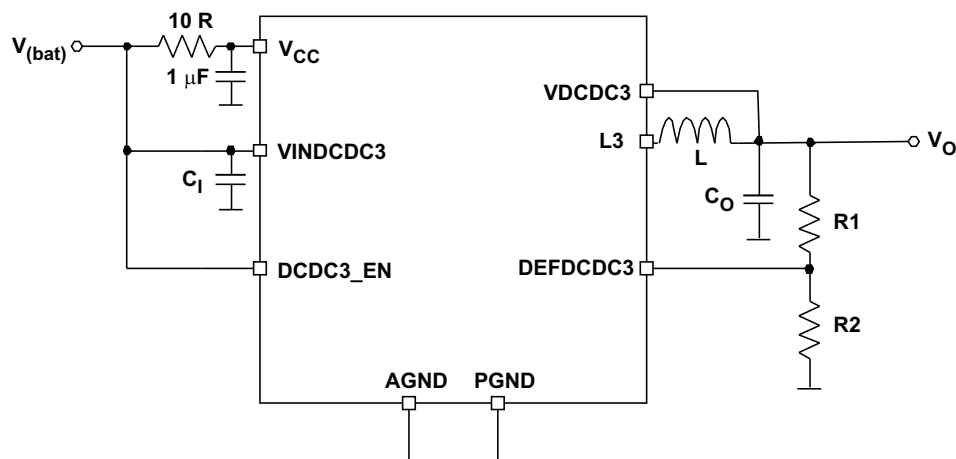 10 R
V(bat)
VCC
1 μF
VDCDC3
L3
VO
L
VINDCDC3
CI
CO
R1
DCDC3_EN
DEFDCDC3
R2
AGND PGND